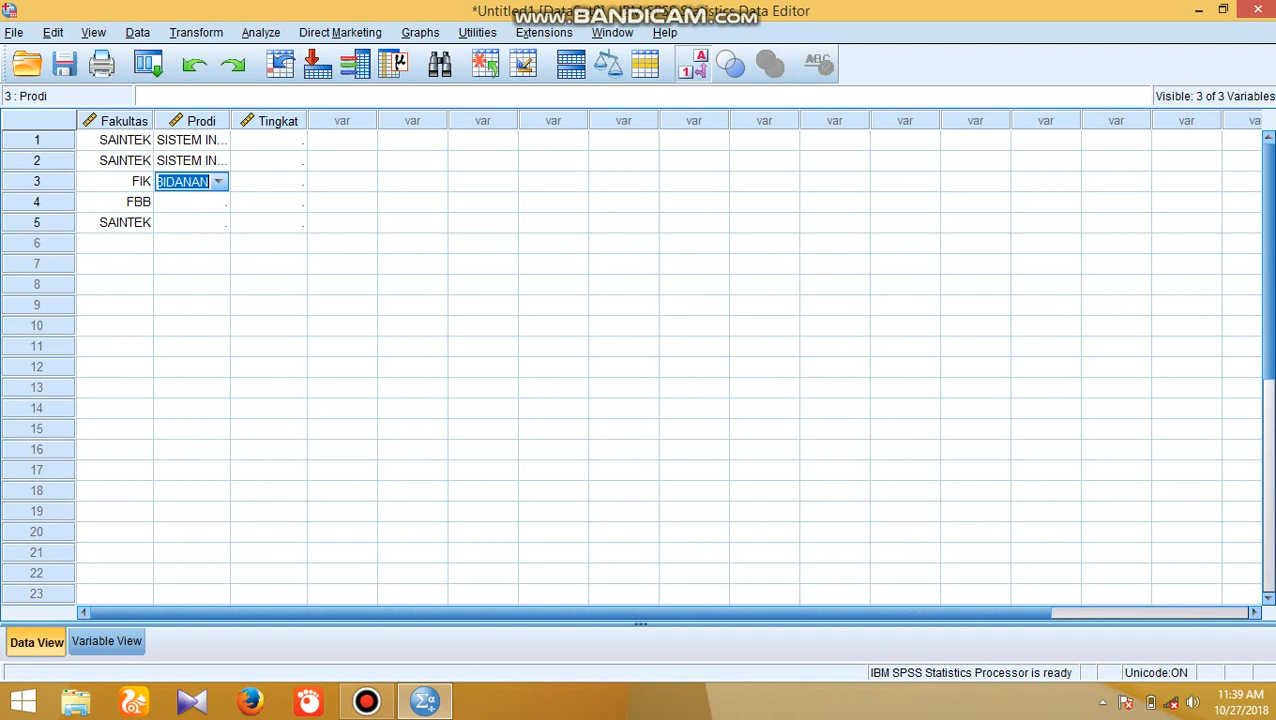 *Untitled1 [DataSet0] - IBM SPSS Statistics Data Editor
www.BANDICAM.com
File Edit View Data Transform Analyze Direct Marketing Graphs Utilities Extensions Window Help
3 : Prodi
Visible: 3 of 3 Variables
Fakultas Prodi Tingkat var var var var var var var var var var var var var va
1 SAINTEK SISTEM IN... .
2 SAINTEK SISTEM IN... .
3 FIK BIDANAN .
4 FBB . .
5 SAINTEK . .
6
7
8
9
10
11
12
13
14
15
16
17
18
19
20
21
22
23
Data View Variable View
IBM SPSS Statistics Processor is ready Unicode:ON
11:39 AM
10/27/2018